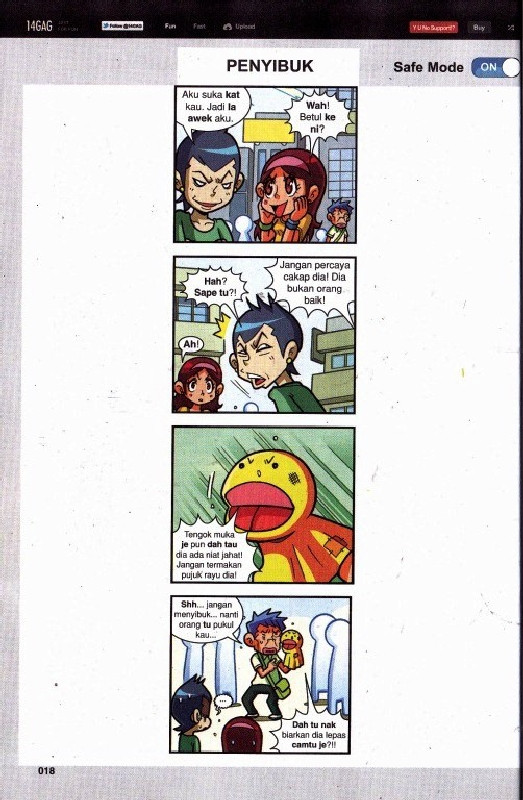 14GAG
Follow @14GAG
Fun
Fast
Upload
Y U No Support!?
!Buy
PENYIBUK
Safe Mode
ON
Aku suka kat
kau. Jadi la
awek aku.
Wah!
Betul ke
ni?
Hah?
Sape tu?!
Jangan percaya
cakap dia! Dia
bukan orang
baik!
Ah!
Tengok muka
je pun dah tau
dia ada niat jahat!
Jangan termakan
pujuk rayu dia!
Shh... jangan
menyibuk... nanti
orang tu pukul
kau...
...
Dah tu nak
biarkan dia lepas
camtu je?!!
018